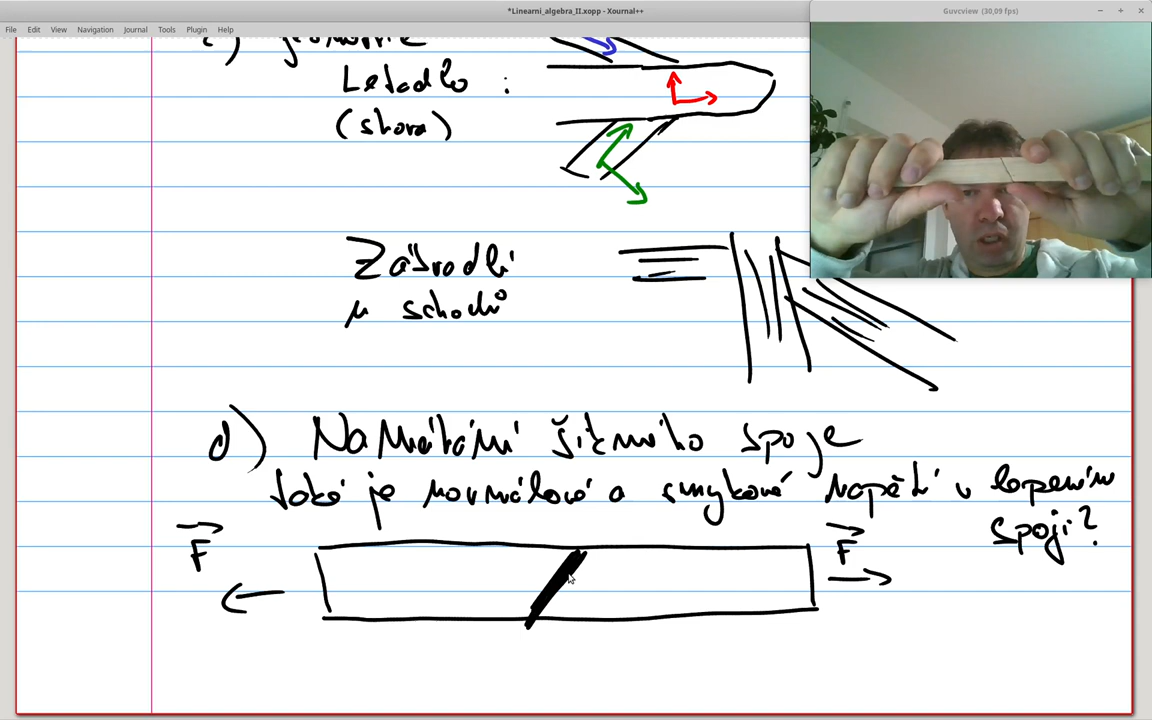 *Linearni_algebra_II.xopp - Xournal++
Guvcview (30,09 fps)
File Edit View Navigation Journal Tools Plugin Help
Letadlo :
(shora)
Zábradlí
u schodů
d) Namáhání šikmého spoje
Jaké je normálové a smykové napětí v lepeném
spoji?
F
F